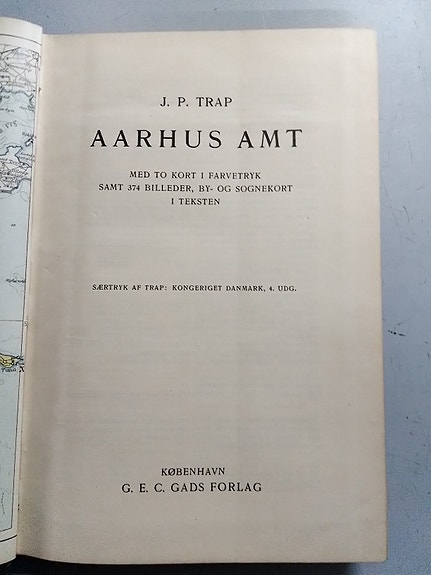 J. P. TRAP
AARHUS AMT
MED TO KORT I FARVETRYK
SAMT 374 BILLEDER, BY- OG SOGNEKORT
I TEKSTEN
SÆRTRYK AF TRAP: KONGERIGET DANMARK, 4. UDG.
KØBENHAVN
G. E. C. GADS FORLAG